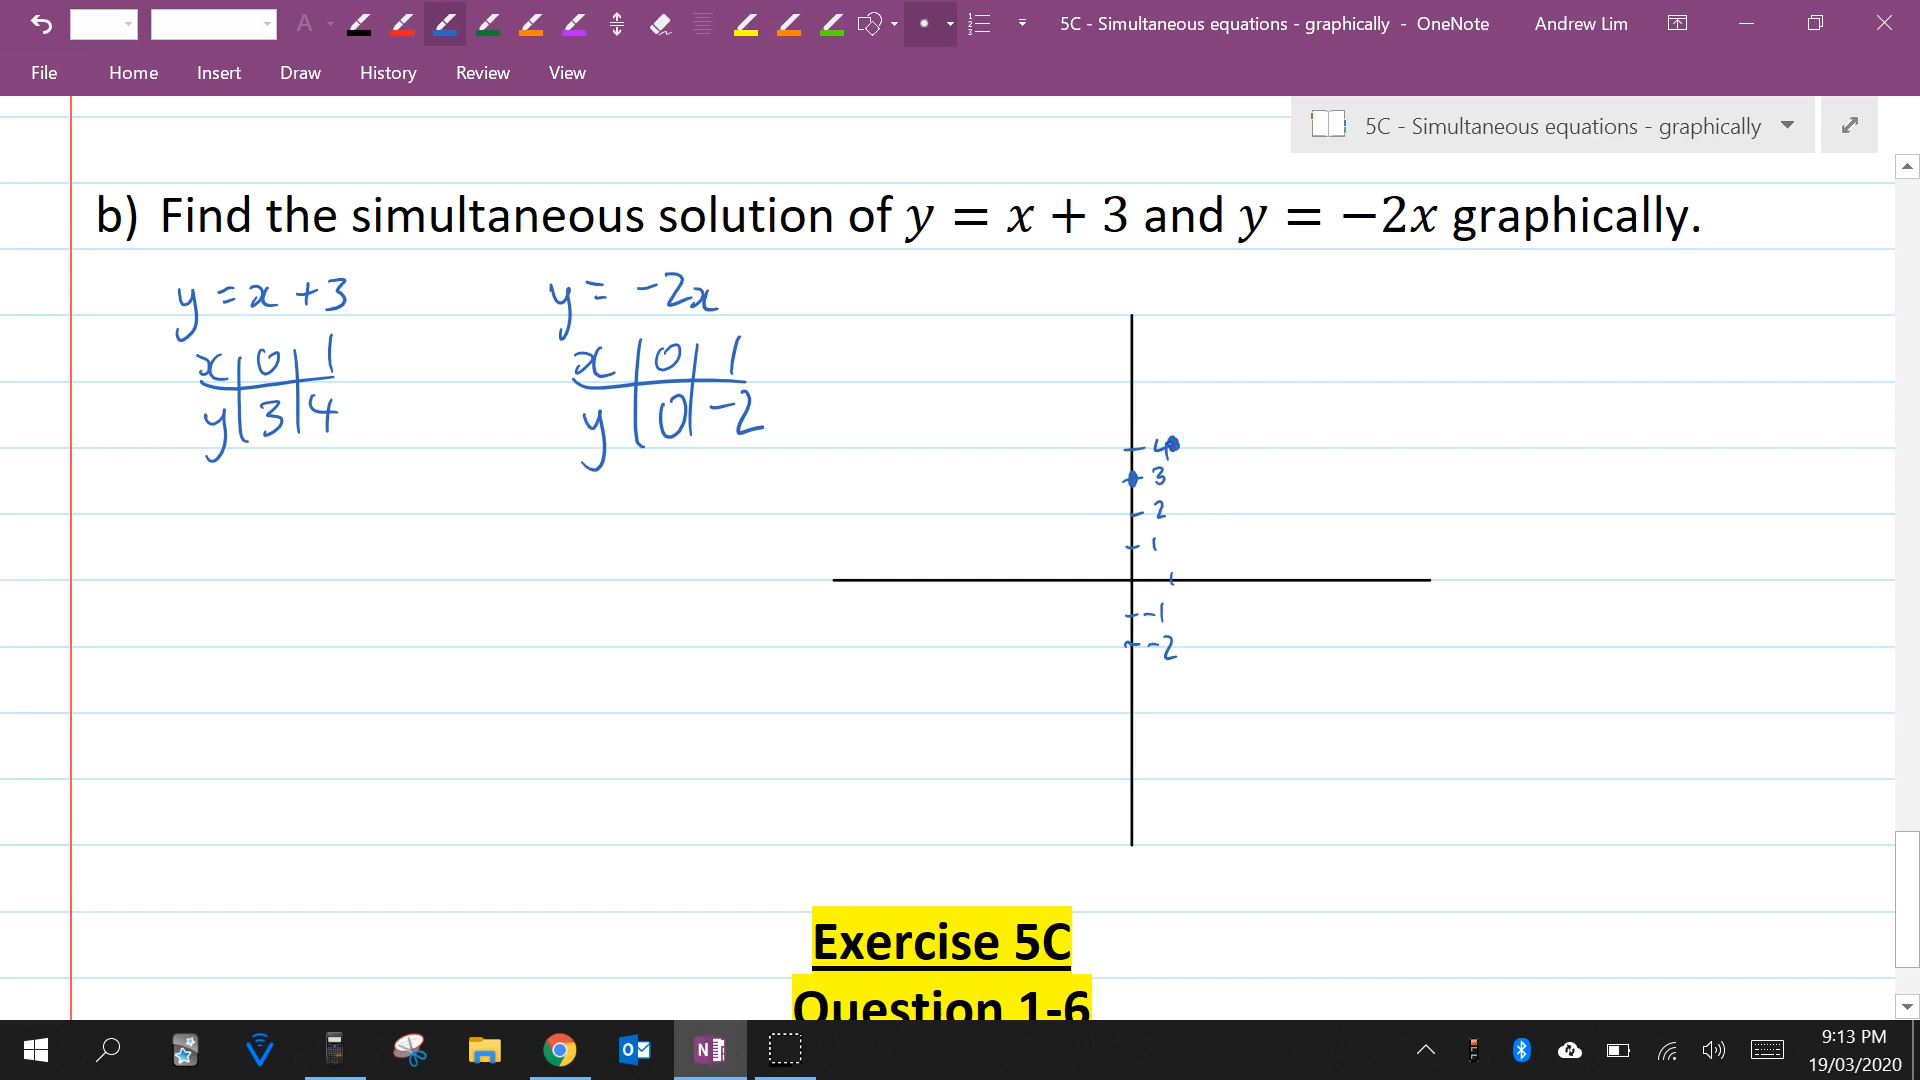 5C - Simultaneous equations - graphically - OneNote
Andrew Lim
File Home Insert Draw History Review View
5C - Simultaneous equations - graphically
b) Find the simultaneous solution of y = x + 3 and y = −2x graphically.
y = x + 3
x | 0 | 1
y | 3 | 4
y = -2x
x | 0 | 1
y | 0 | -2
4
3
2
1
-1
-2
Exercise 5C
Question 1-6
9:13 PM
19/03/2020